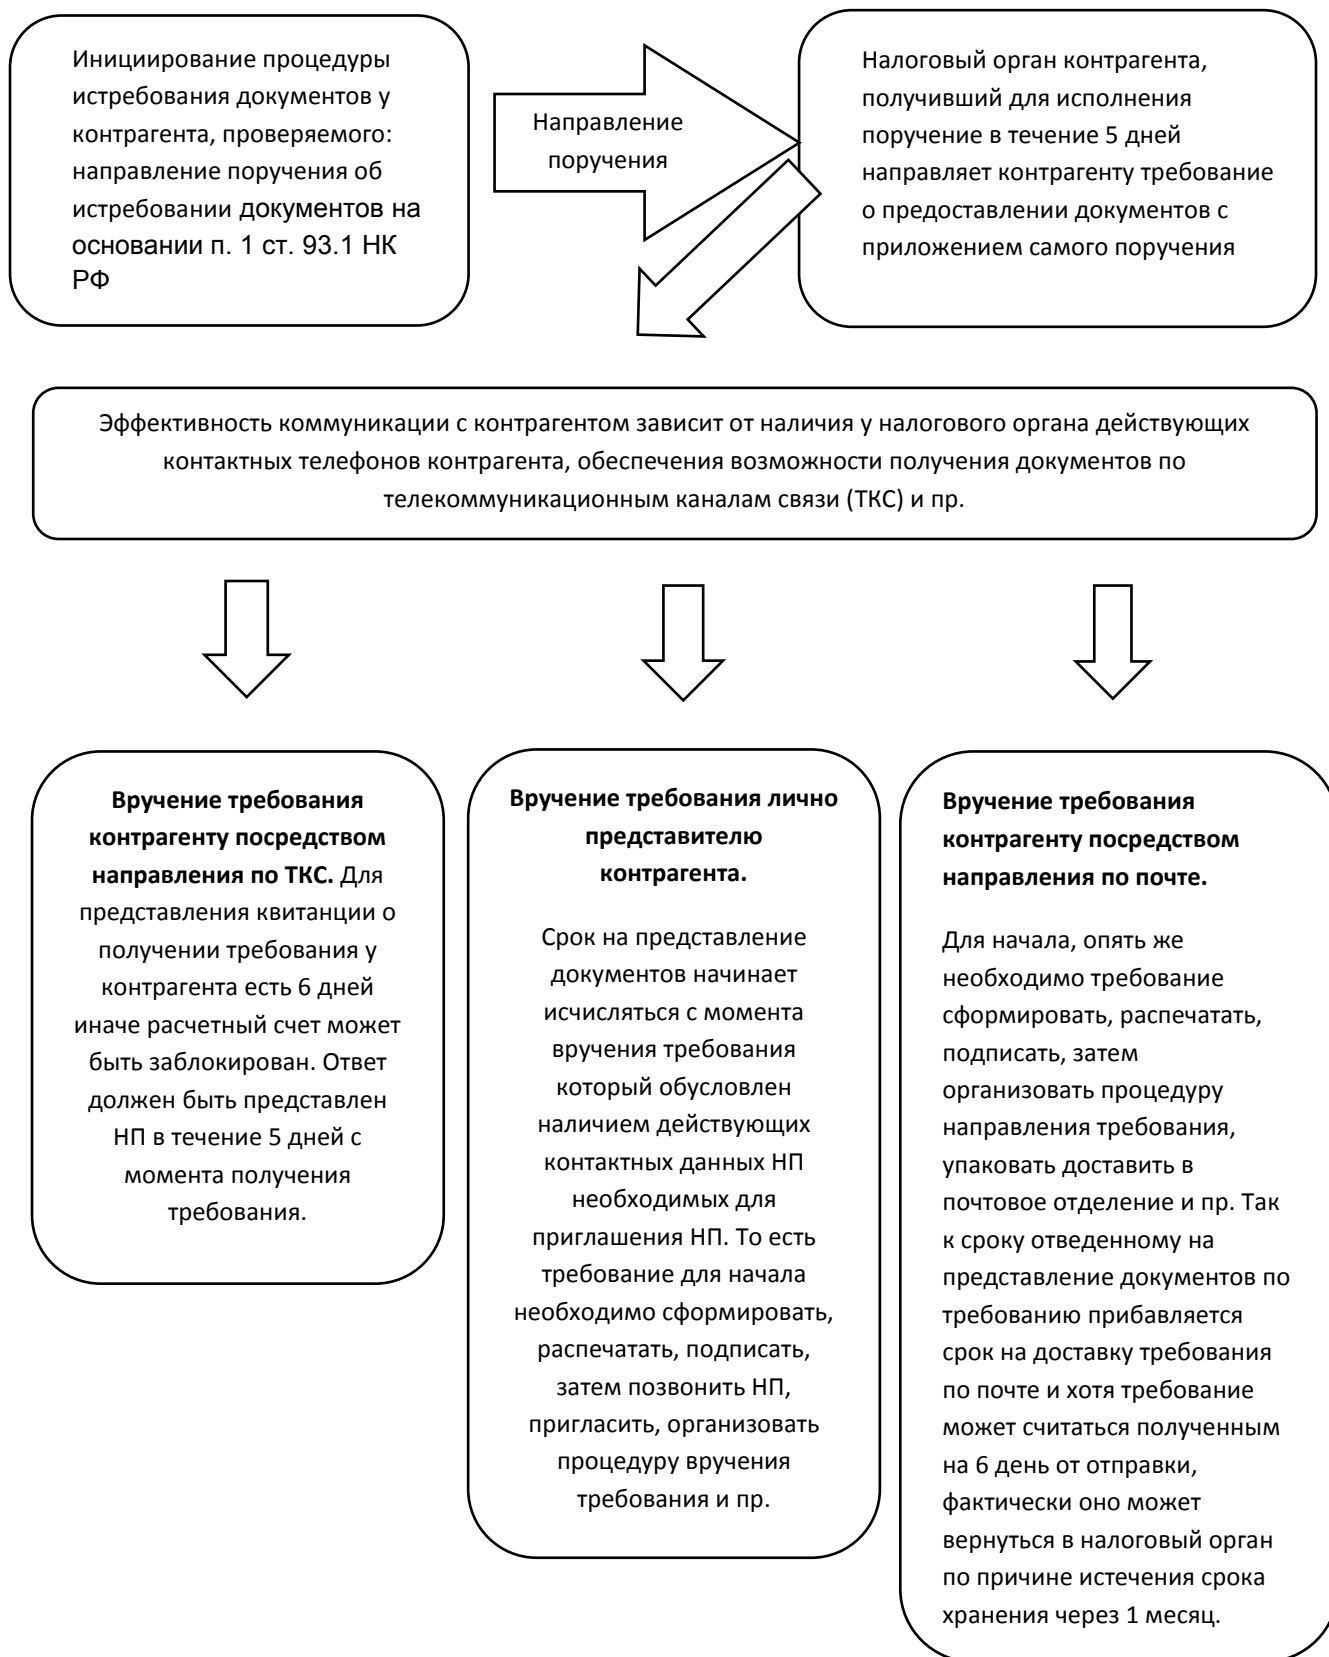 Инициирование процедуры
истребования документов у
контрагента, проверяемого:
направление поручения об
истребовании документов на
основании п. 1 ст. 93.1 НК
РФ
Направление
поручения
Налоговый орган контрагента,
получивший для исполнения
поручение в течение 5 дней
направляет контрагенту требование
о предоставлении документов с
приложением самого поручения
Эффективность коммуникации с контрагентом зависит от наличия у налогового органа действующих
контактных телефонов контрагента, обеспечения возможности получения документов по
телекоммуникационным каналам связи (ТКС) и пр.
Вручение требования
контрагенту посредством
направления по ТКС. Для
представления квитанции о
получении требования у
контрагента есть 6 дней
иначе расчетный счет может
быть заблокирован. Ответ
должен быть представлен
НП в течение 5 дней с
момента получения
требования.
Вручение требования лично
представителю
контрагента.
Срок на представление
документов начинает
исчисляться с момента
вручения требования
который обусловлен
наличием действующих
контактных данных НП
необходимых для
приглашения НП. То есть
требование для начала
необходимо сформировать,
распечатать, подписать,
затем позвонить НП,
пригласить, организовать
процедуру вручения
требования и пр.
Вручение требования
контрагенту посредством
направления по почте.
Для начала, опять же
необходимо требование
сформировать, распечатать,
подписать, затем
организовать процедуру
направления требования,
упаковать доставить в
почтовое отделение и пр. Так
к сроку отведенному на
представление документов по
требованию прибавляется
срок на доставку требования
по почте и хотя требование
может считаться полученным
на 6 день от отправки,
фактически оно может
вернуться в налоговый орган
по причине истечения срока
хранения через 1 месяц.